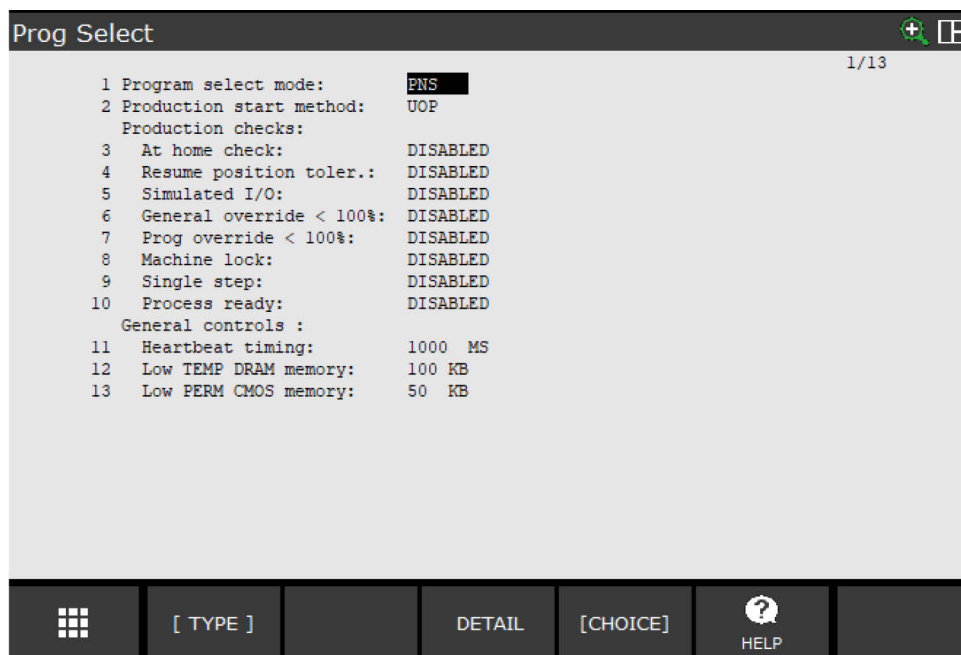 Prog Select
1/13
1 Program select mode: PNS
2 Production start method: UOP
Production checks:
3 At home check: DISABLED
4 Resume position toler.: DISABLED
5 Simulated I/O: DISABLED
6 General override < 100%: DISABLED
7 Prog override < 100%: DISABLED
8 Machine lock: DISABLED
9 Single step: DISABLED
10 Process ready: DISABLED
General controls :
11 Heartbeat timing: 1000 MS
12 Low TEMP DRAM memory: 100 KB
13 Low PERM CMOS memory: 50 KB
[ TYPE ] DETAIL [CHOICE] ? HELP